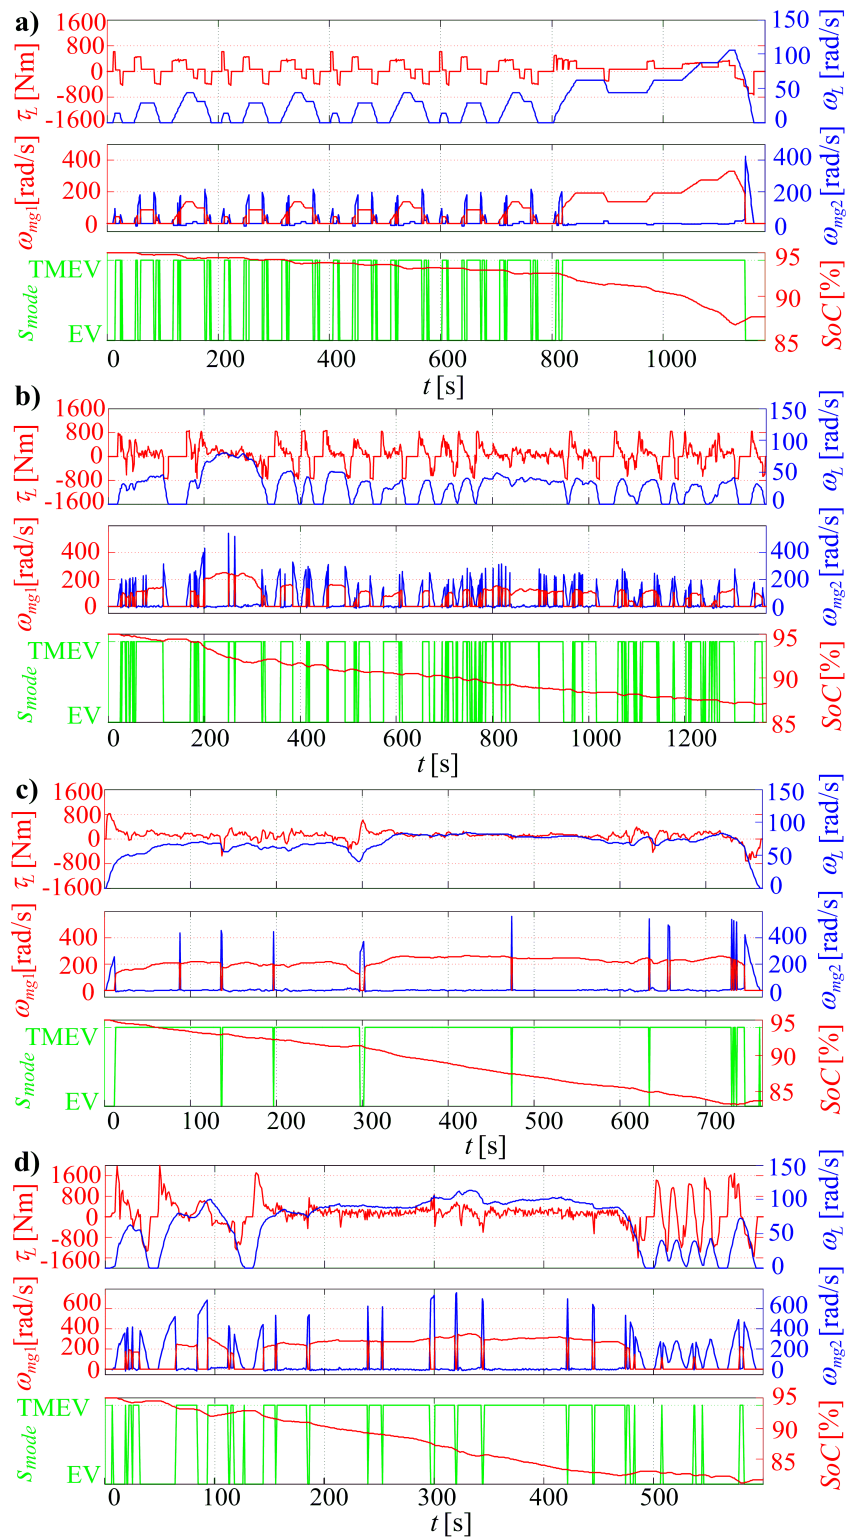 a)
1600
800
0
-800
-1600
τL [Nm]
150
100
50
0
ωL [rad/s]
400
200
0
ωmg1[rad/s]
400
200
0
ωmg2 [rad/s]
TMEV
EV
smode
95
90
85
SoC [%]
0 200 400 600 800 1000
t [s]
b)
1600
800
0
-800
-1600
τL [Nm]
150
100
50
0
ωL [rad/s]
400
200
0
ωmg1[rad/s]
400
200
0
ωmg2 [rad/s]
TMEV
EV
smode
95
90
85
SoC [%]
0 200 400 600 800 1000 1200
t [s]
c)
1600
800
0
-800
-1600
τL [Nm]
150
100
50
0
ωL [rad/s]
400
200
0
ωmg1[rad/s]
400
200
0
ωmg2 [rad/s]
TMEV
EV
smode
95
90
85
SoC [%]
0 100 200 300 400 500 600 700
t [s]
d)
1600
800
0
-800
-1600
τL [Nm]
150
100
50
0
ωL [rad/s]
600
400
200
0
ωmg1[rad/s]
600
400
200
0
ωmg2 [rad/s]
TMEV
EV
smode
95
90
85
SoC [%]
0 100 200 300 400 500
t [s]